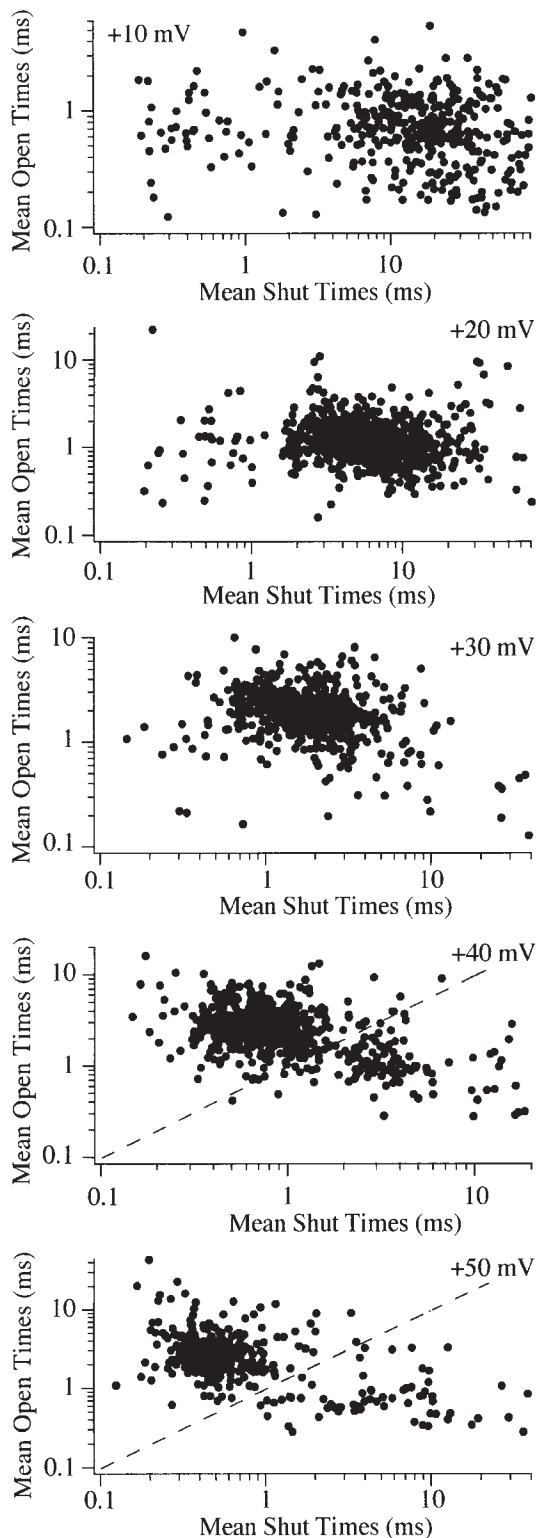 +10 mV
Mean Open Times (ms)
1
0.1
0.1 1 10
Mean Shut Times (ms)
+20 mV
Mean Open Times (ms)
10
1
0.1
0.1 1 10
Mean Shut Times (ms)
+30 mV
Mean Open Times (ms)
10
1
0.1
0.1 1 10
Mean Shut Times (ms)
+40 mV
Mean Open Times (ms)
10
1
0.1
0.1 1 10
Mean Shut Times (ms)
+50 mV
Mean Open Times (ms)
10
1
0.1
0.1 1 10
Mean Shut Times (ms)